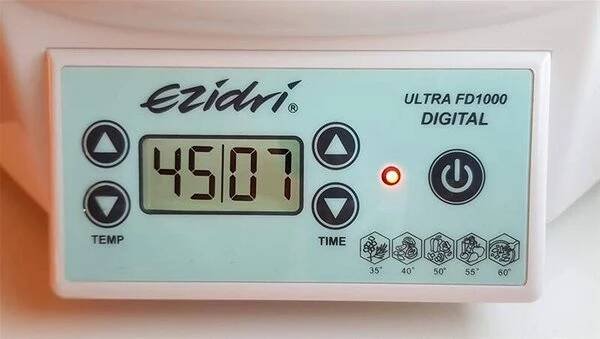 Ezidri®
ULTRA FD1000
DIGITAL
45|07
TEMP
TIME
35° 40° 50° 55° 60°